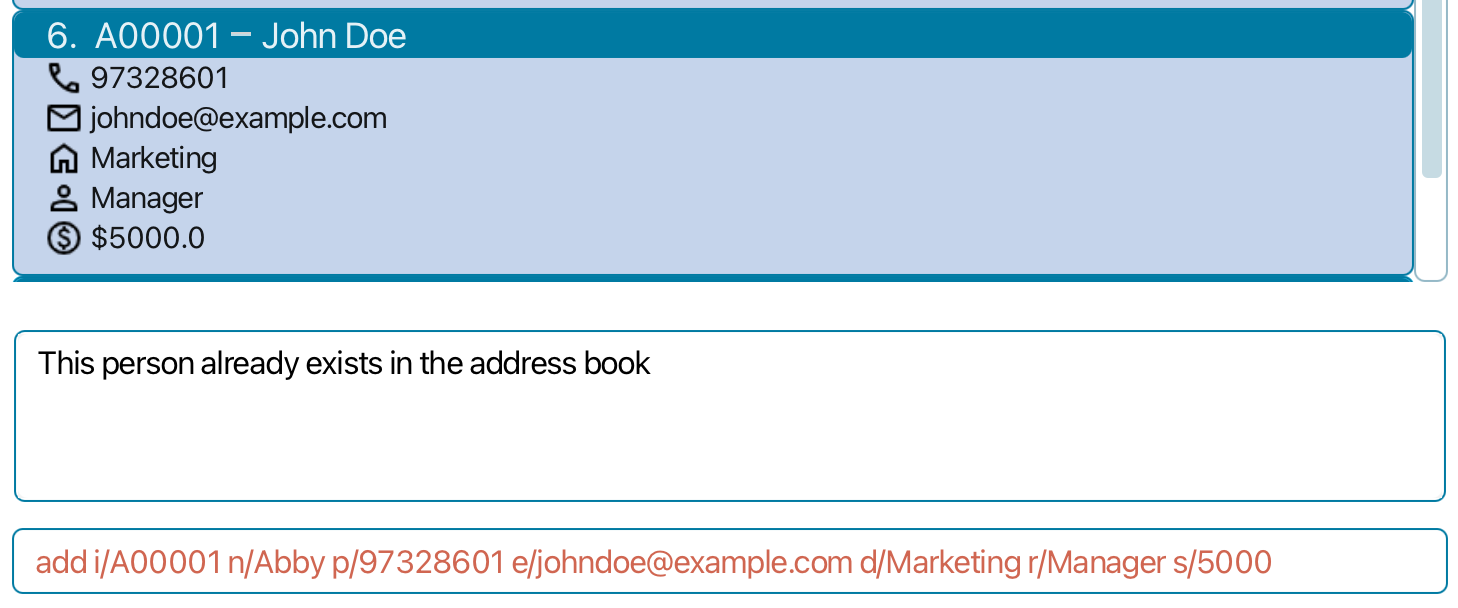 6. A00001 – John Doe
97328601
johndoe@example.com
Marketing
Manager
$5000.0
This person already exists in the address book
add i/A00001 n/Abby p/97328601 e/johndoe@example.com d/Marketing r/Manager s/5000